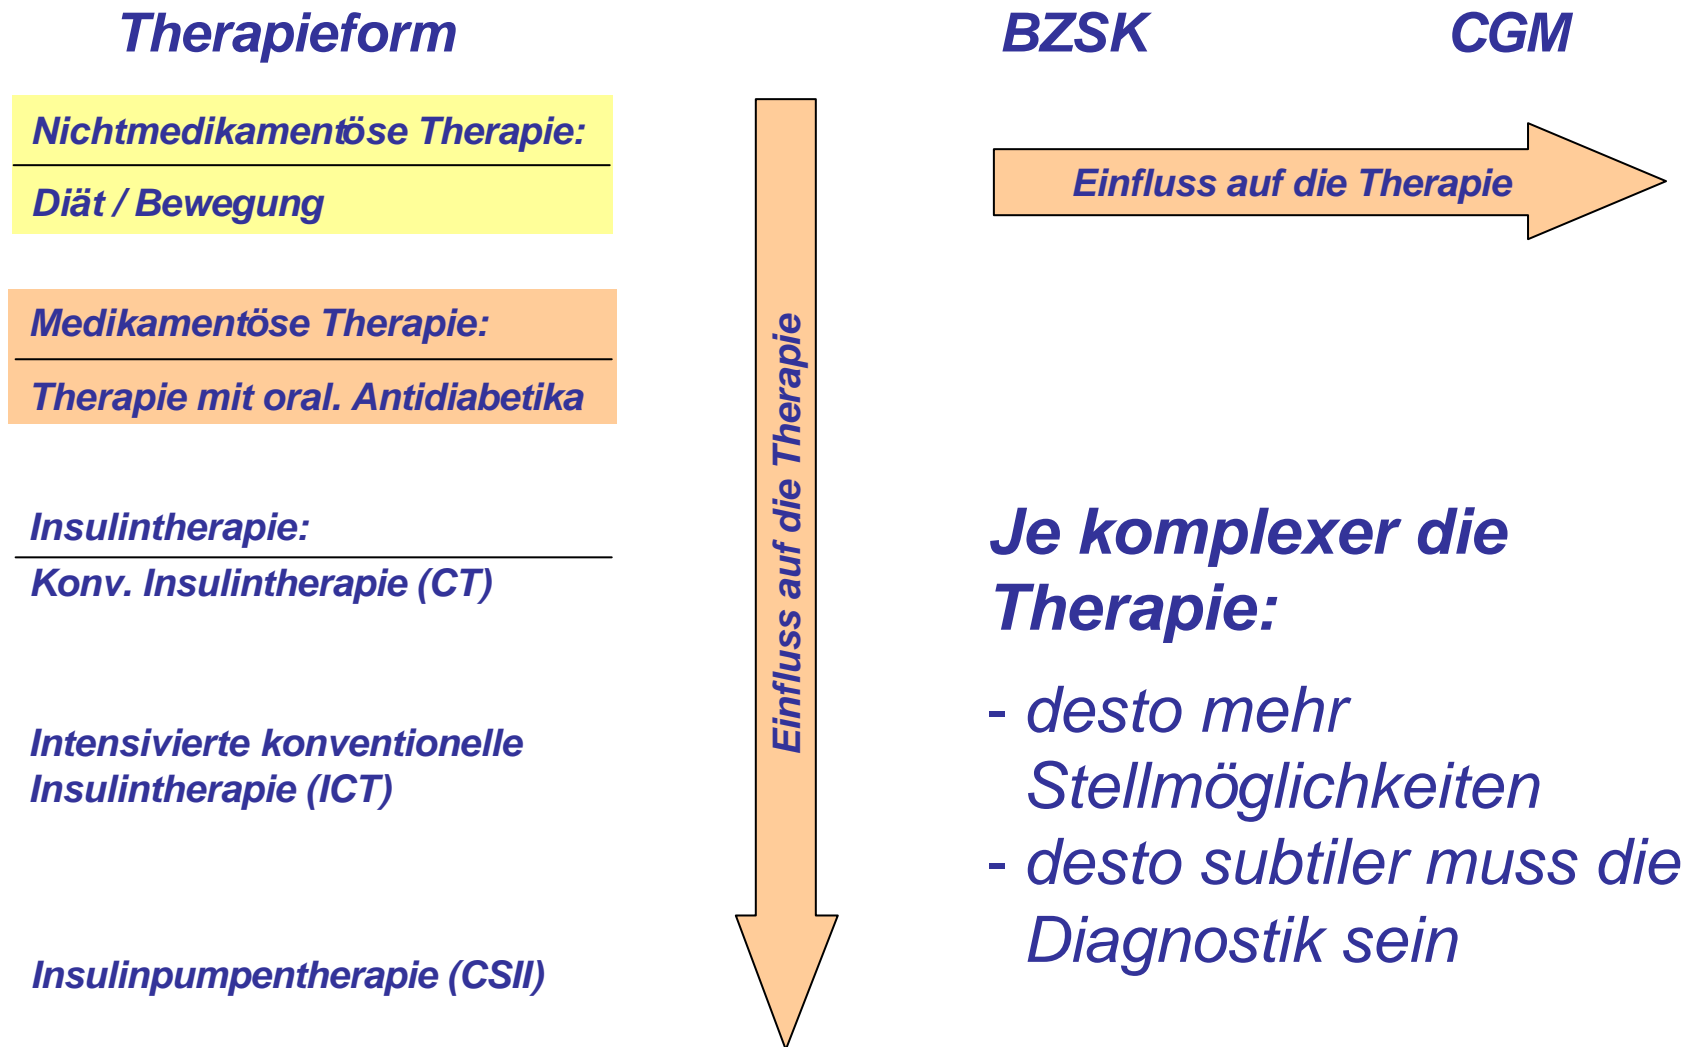 Therapieform
Nichtmedikamentöse Therapie:
Diät / Bewegung
Medikamentöse Therapie:
Therapie mit oral. Antidiabetika
Insulintherapie:
Konv. Insulintherapie (CT)
Intensivierte konventionelle
Insulintherapie (ICT)
Insulinpumpentherapie (CSII)
Einfluss auf die Therapie
BZSK CGM
Einfluss auf die Therapie
Je komplexer die
Therapie:
- desto mehr
Stellmöglichkeiten
- desto subtiler muss die
Diagnostik sein